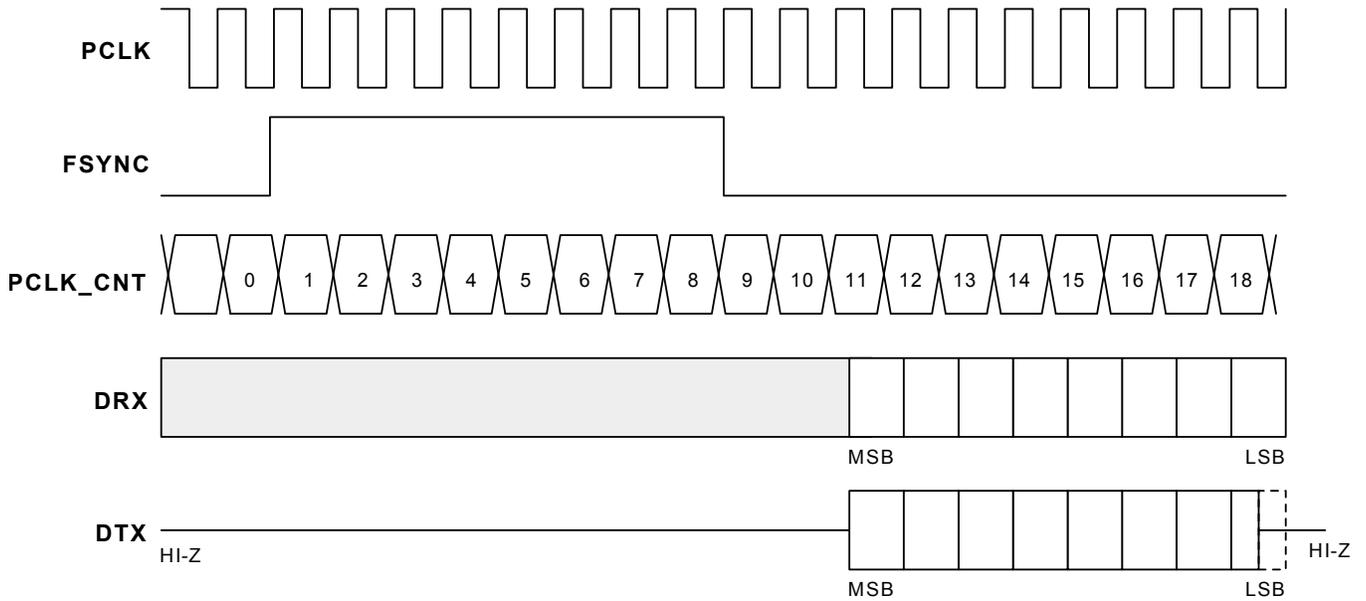 PCLK
FSYNC
PCLK_CNT 0 1 2 3 4 5 6 7 8 9 10 11 12 13 14 15 16 17 18
DRX
MSB LSB
DTX
HI-Z HI-Z
MSB LSB